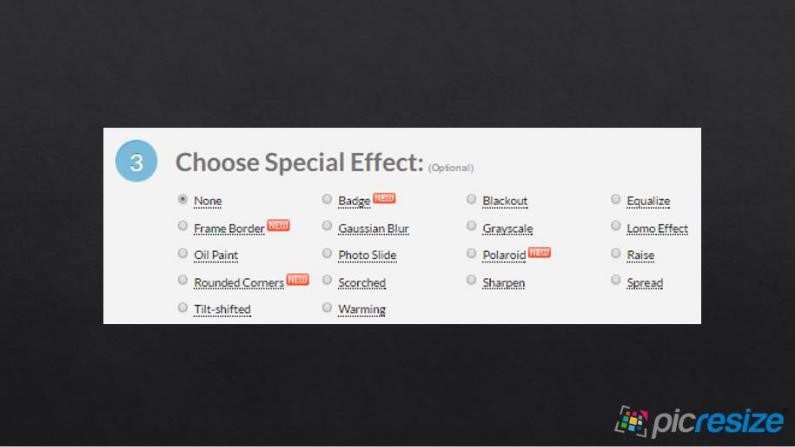 3 Choose Special Effect: (Optional)
None Badge NEW Blackout Equalize
Frame Border NEW Gaussian Blur Grayscale Lomo Effect
Oil Paint Photo Slide Polaroid NEW Raise
Rounded Corners NEW Scorched Sharpen Spread
Tilt-shifted Warming
picresize